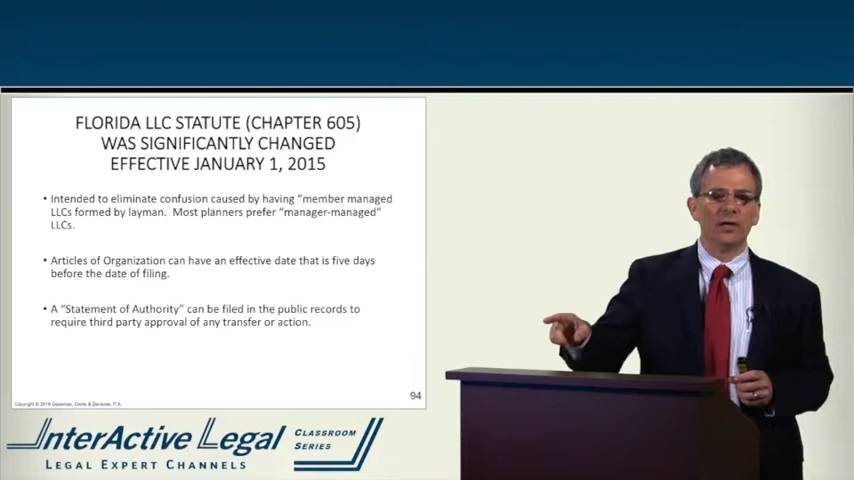 FLORIDA LLC STATUTE (CHAPTER 605)
WAS SIGNIFICANTLY CHANGED
EFFECTIVE JANUARY 1, 2015
• Intended to eliminate confusion caused by having "member managed
LLCs formed by layman. Most planners prefer "manager-managed"
LLCs.
• Articles of Organization can have an effective date that is five days
before the date of filing.
• A "Statement of Authority" can be filed in the public records to
require third party approval of any transfer or action.
94
InterActive Legal
CLASSROOM
SERIES
LEGAL EXPERT CHANNELS